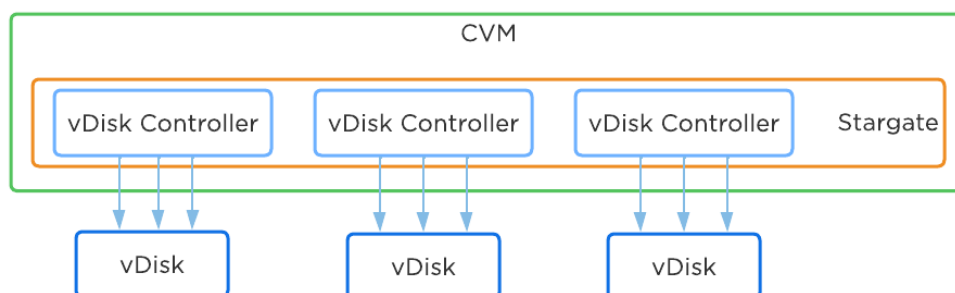 CVM
vDisk Controller
vDisk Controller
vDisk Controller
Stargate
vDisk
vDisk
vDisk